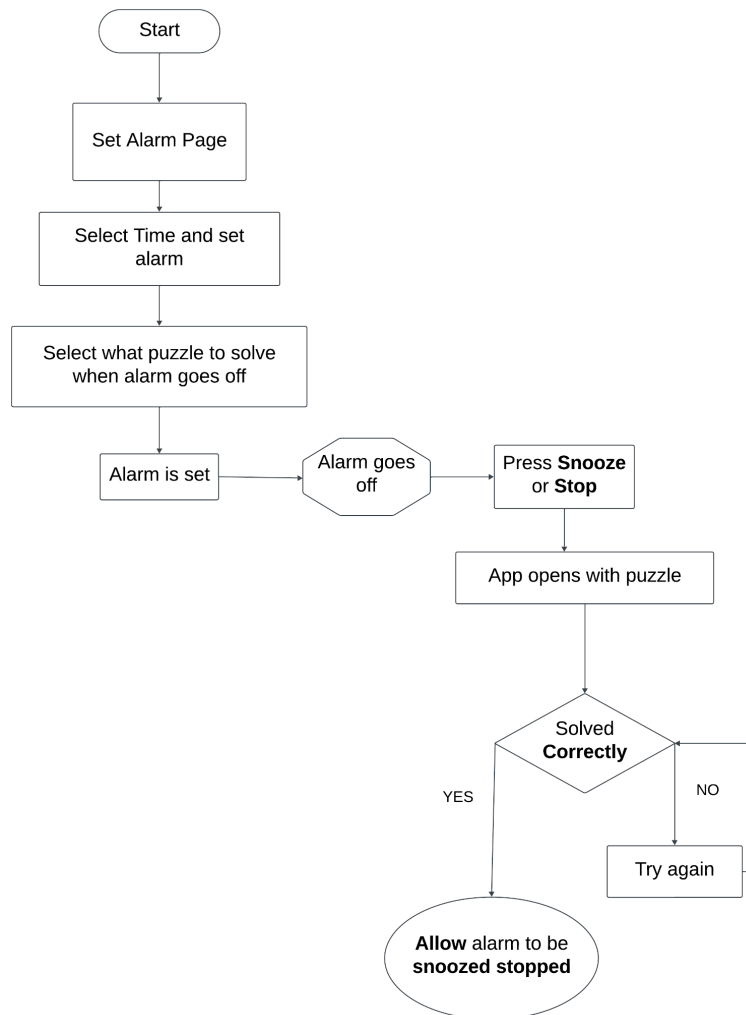 Start
Set Alarm Page
Select Time and set
alarm
Select what puzzle to solve
when alarm goes off
Alarm is set
Alarm goes
off
Press Snooze
or Stop
App opens with puzzle
Solved
Correctly
YES
NO
Try again
Allow alarm to be
snoozed stopped